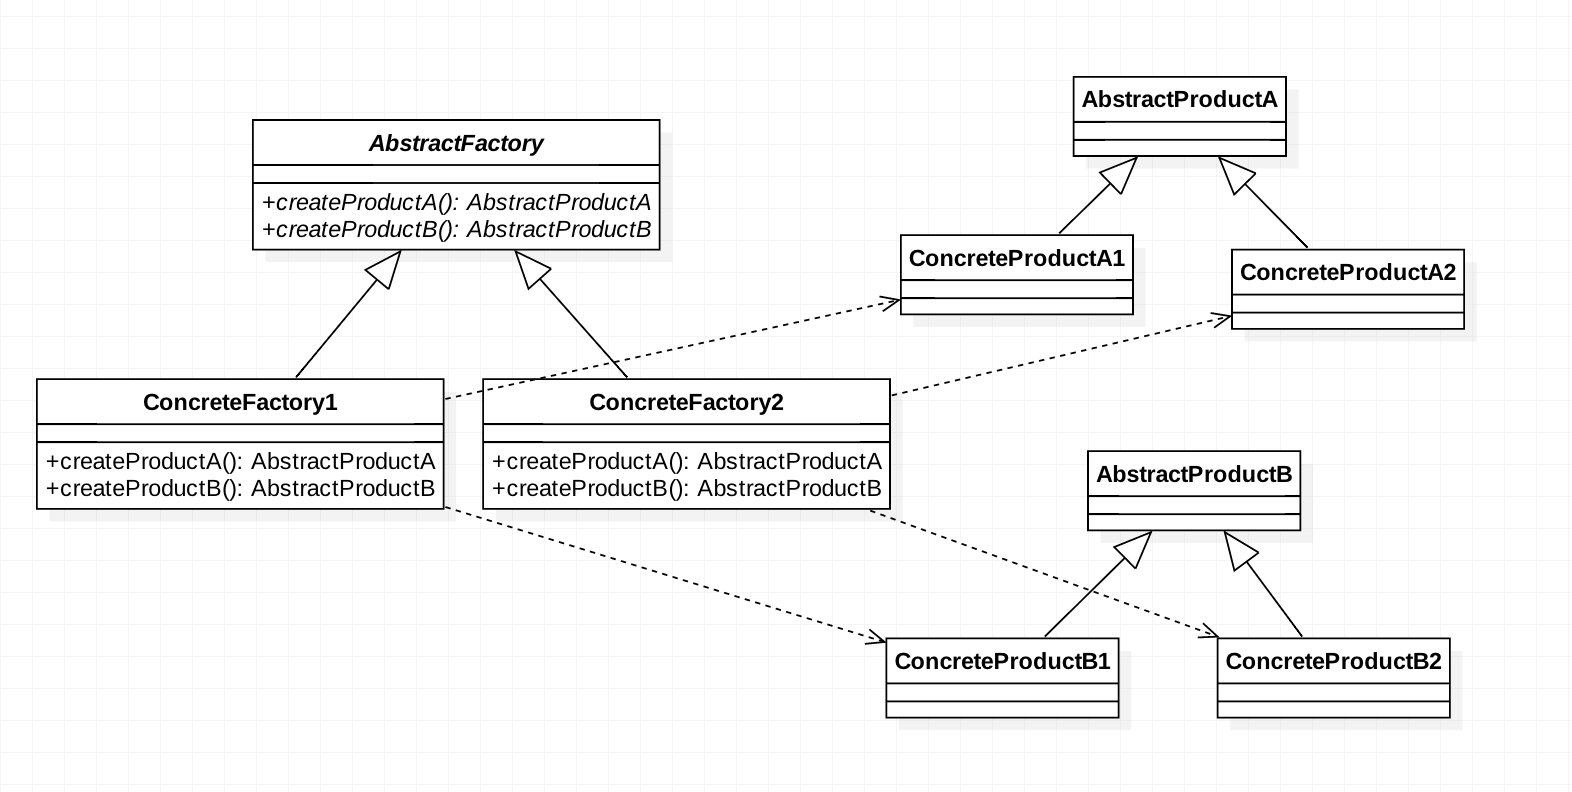 AbstractProductA
AbstractFactory
+createProductA(): AbstractProductA
+createProductB(): AbstractProductB
ConcreteProductA1
ConcreteProductA2
ConcreteFactory1
+createProductA(): AbstractProductA
+createProductB(): AbstractProductB
ConcreteFactory2
+createProductA(): AbstractProductA
+createProductB(): AbstractProductB
AbstractProductB
ConcreteProductB1
ConcreteProductB2